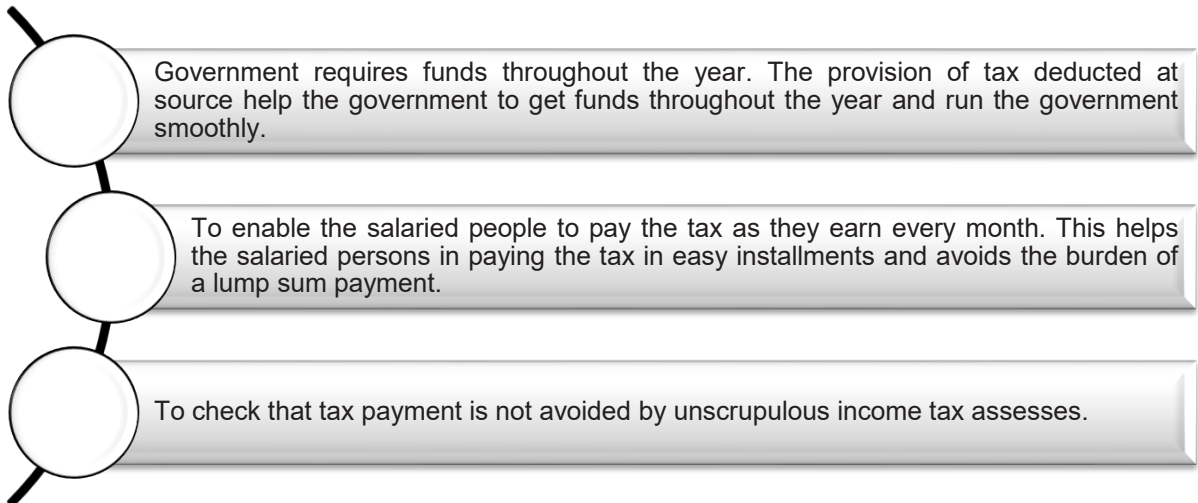 Government requires funds throughout the year. The provision of tax deducted at
source help the government to get funds throughout the year and run the government
smoothly.
To enable the salaried people to pay the tax as they earn every month. This helps
the salaried persons in paying the tax in easy installments and avoids the burden of
a lump sum payment.
To check that tax payment is not avoided by unscrupulous income tax assesses.